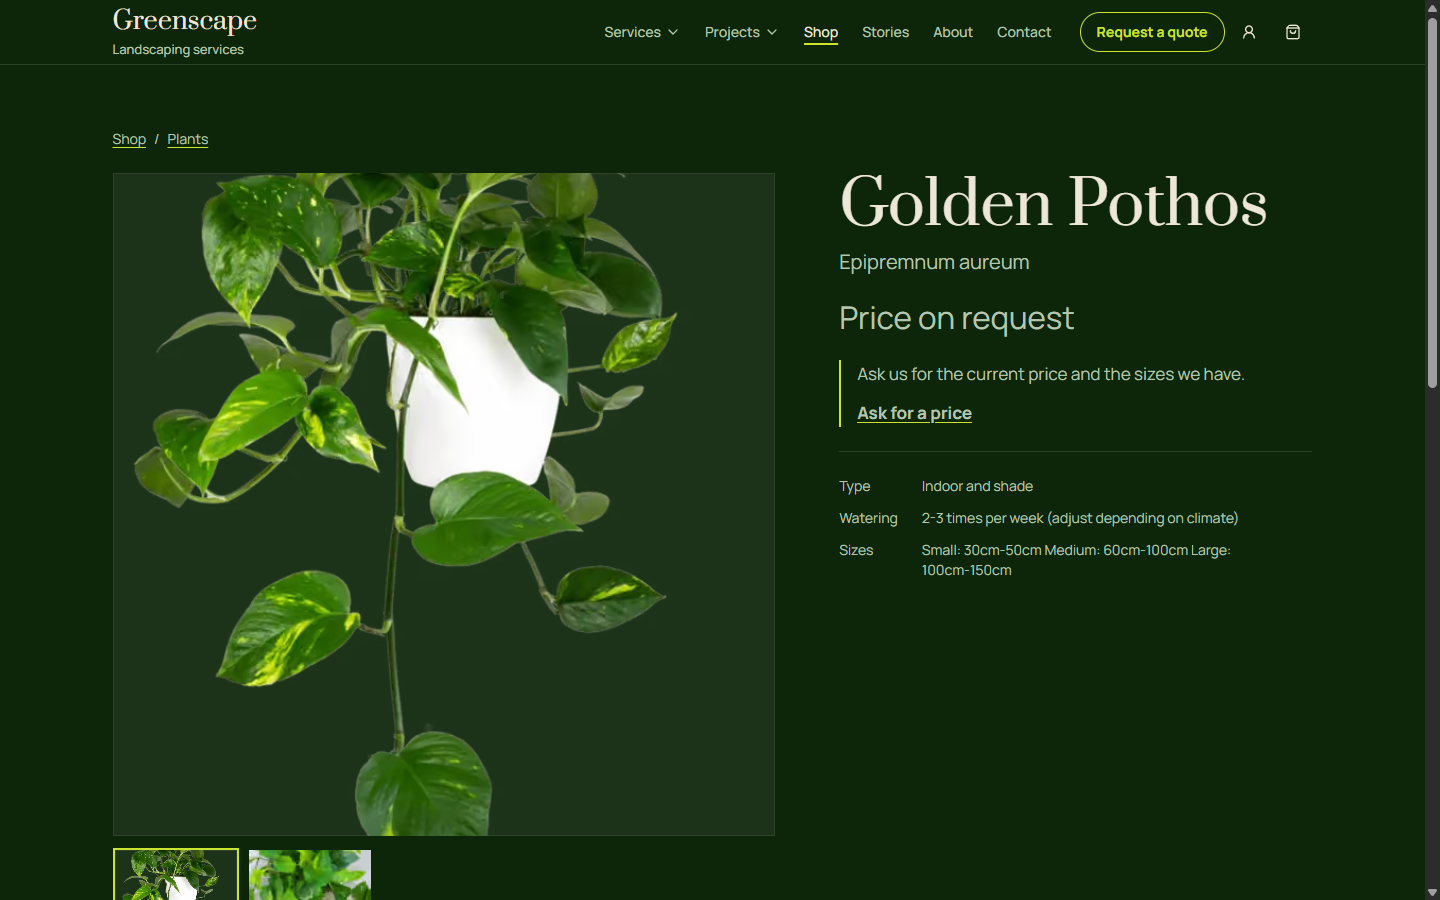 Greenscape
Landscaping services
Services
Projects
Shop
Stories
About
Contact
Request a quote
Shop / Plants
Golden Pothos
Epipremnum aureum
Price on request
Ask us for the current price and the sizes we have.
Ask for a price
Type Indoor and shade
Watering 2-3 times per week (adjust depending on climate)
Sizes Small: 30cm-50cm Medium: 60cm-100cm Large:
100cm-150cm